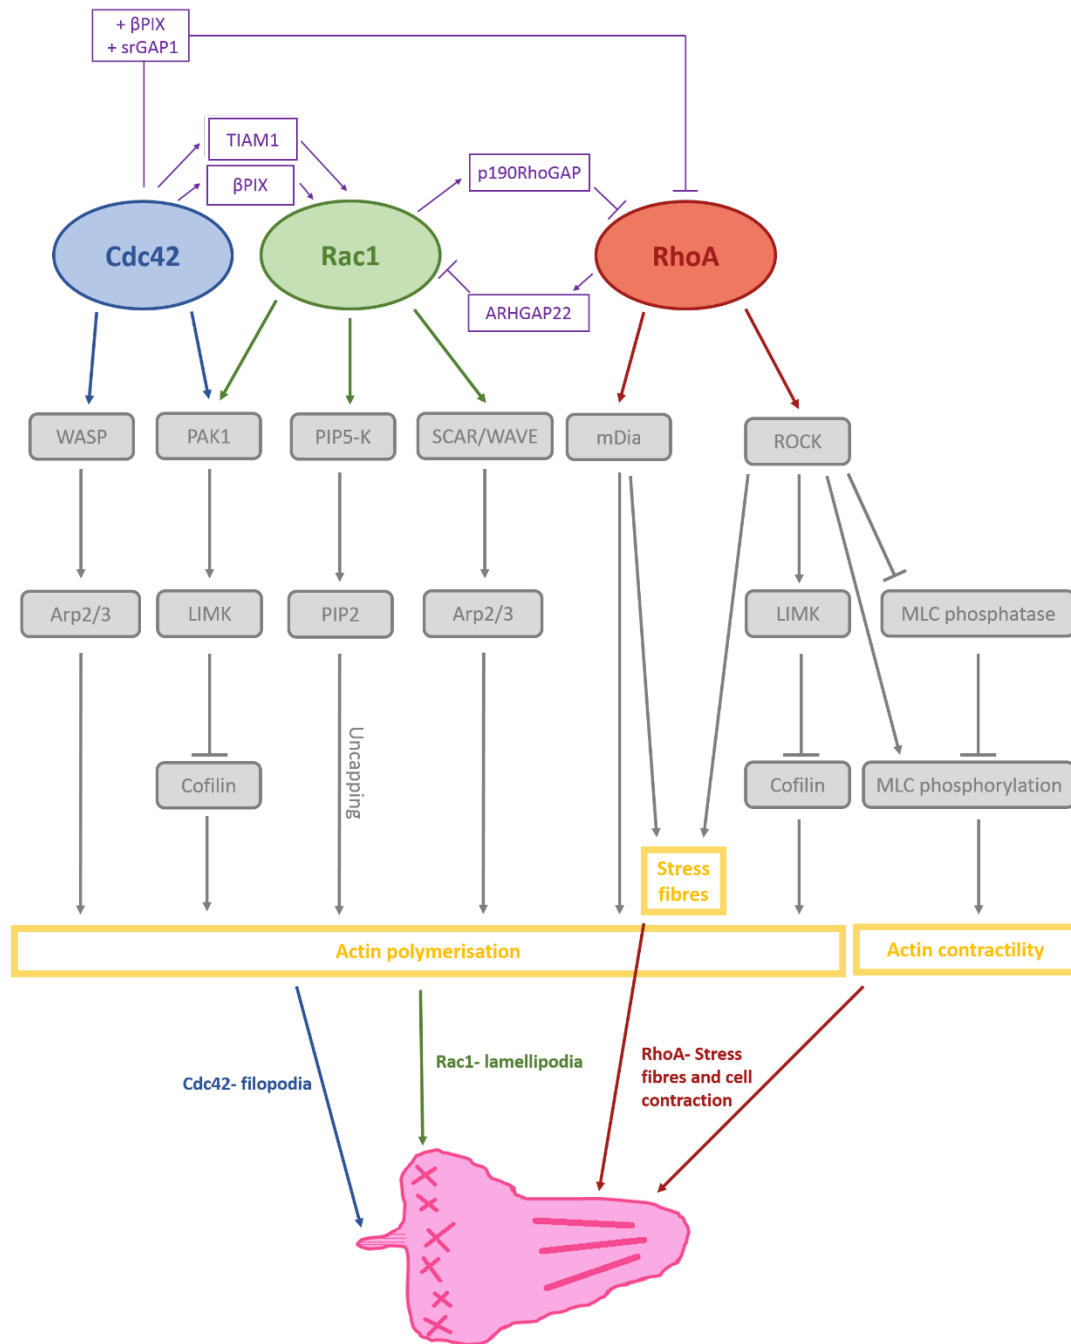 + βPIX
+ srGAP1
TIAM1
βPIX
p190RhoGAP
Cdc42
Rac1
RhoA
ARHGAP22
WASP
PAK1
PIP5-K
SCAR/WAVE
mDia
ROCK
Arp2/3
LIMK
PIP2
Arp2/3
LIMK
MLC phosphatase
Uncapping
Cofilin
Cofilin
MLC phosphorylation
Stress
fibres
Actin polymerisation
Actin contractility
Cdc42- filopodia
Rac1- lamellipodia
RhoA- Stress
fibres and cell
contraction